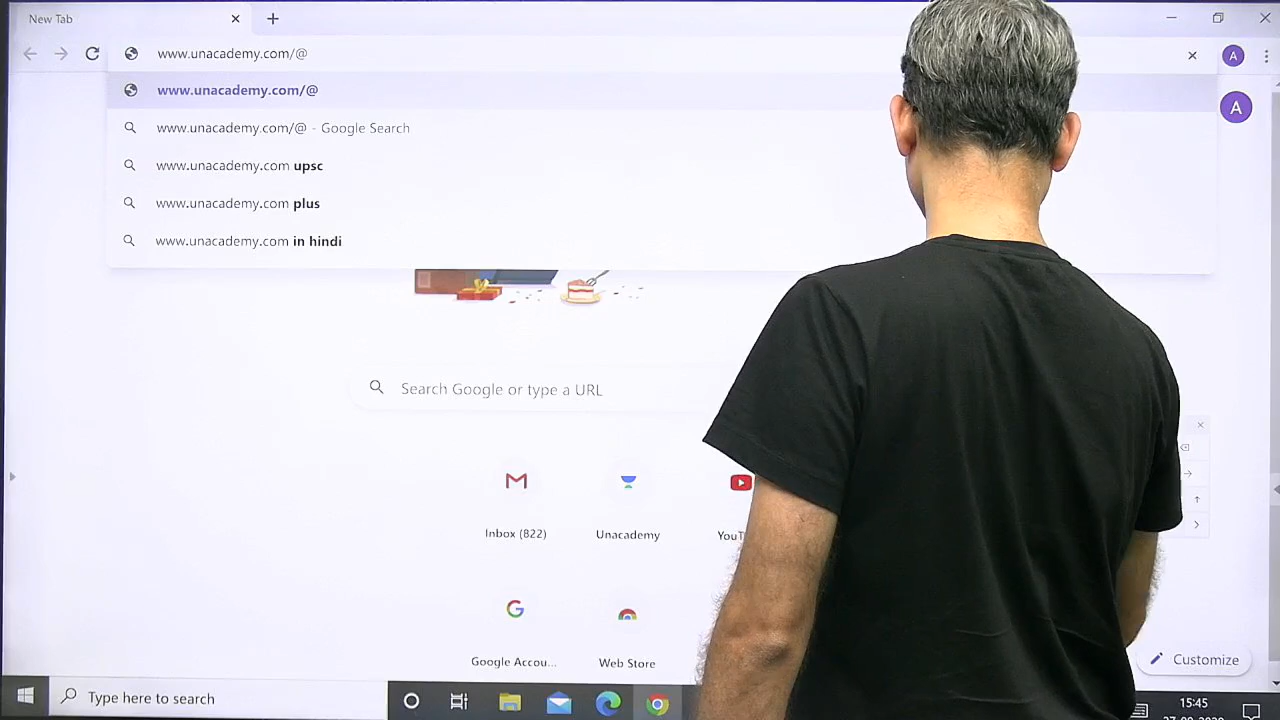 New Tab
www.unacademy.com/@
A
www.unacademy.com/@
A
www.unacademy.com/@ - Google Search
www.unacademy.com upsc
www.unacademy.com plus
www.unacademy.com in hindi
Search Google or type a URL
Inbox (822)
Unacademy
Google Accou...
Web Store
Customize
Type here to search
15:45